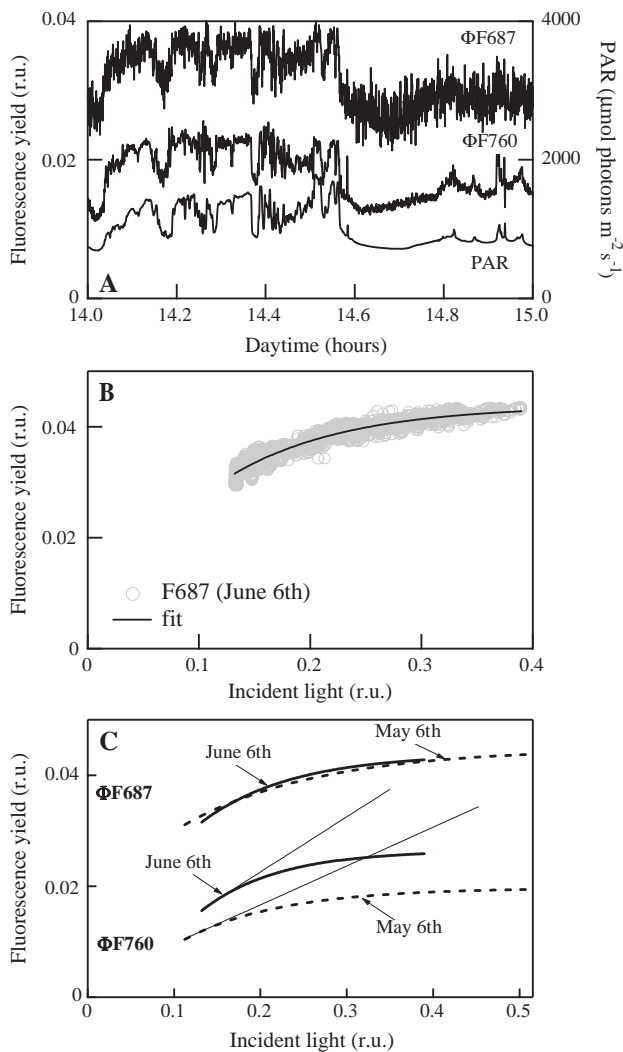 0.04
4000
ΦF687
Fluorescence yield (r.u.)
PAR (µmol photons m-2 s-1)
0.02
ΦF760
2000
A
PAR
0
0
14.0
14.2
14.4
14.6
14.8
15.0
Daytime (hours)
B
0.04
Fluorescence yield (r.u.)
0.02
F687 (June 6th)
fit
0
0
0.1
0.2
0.3
0.4
Incident light (r.u.)
C
June 6th
May 6th
0.04
ΦF687
Fluorescence yield (r.u.)
June 6th
0.02
ΦF760
May 6th
0
0
0.1
0.2
0.3
0.4
0.5
Incident light (r.u.)